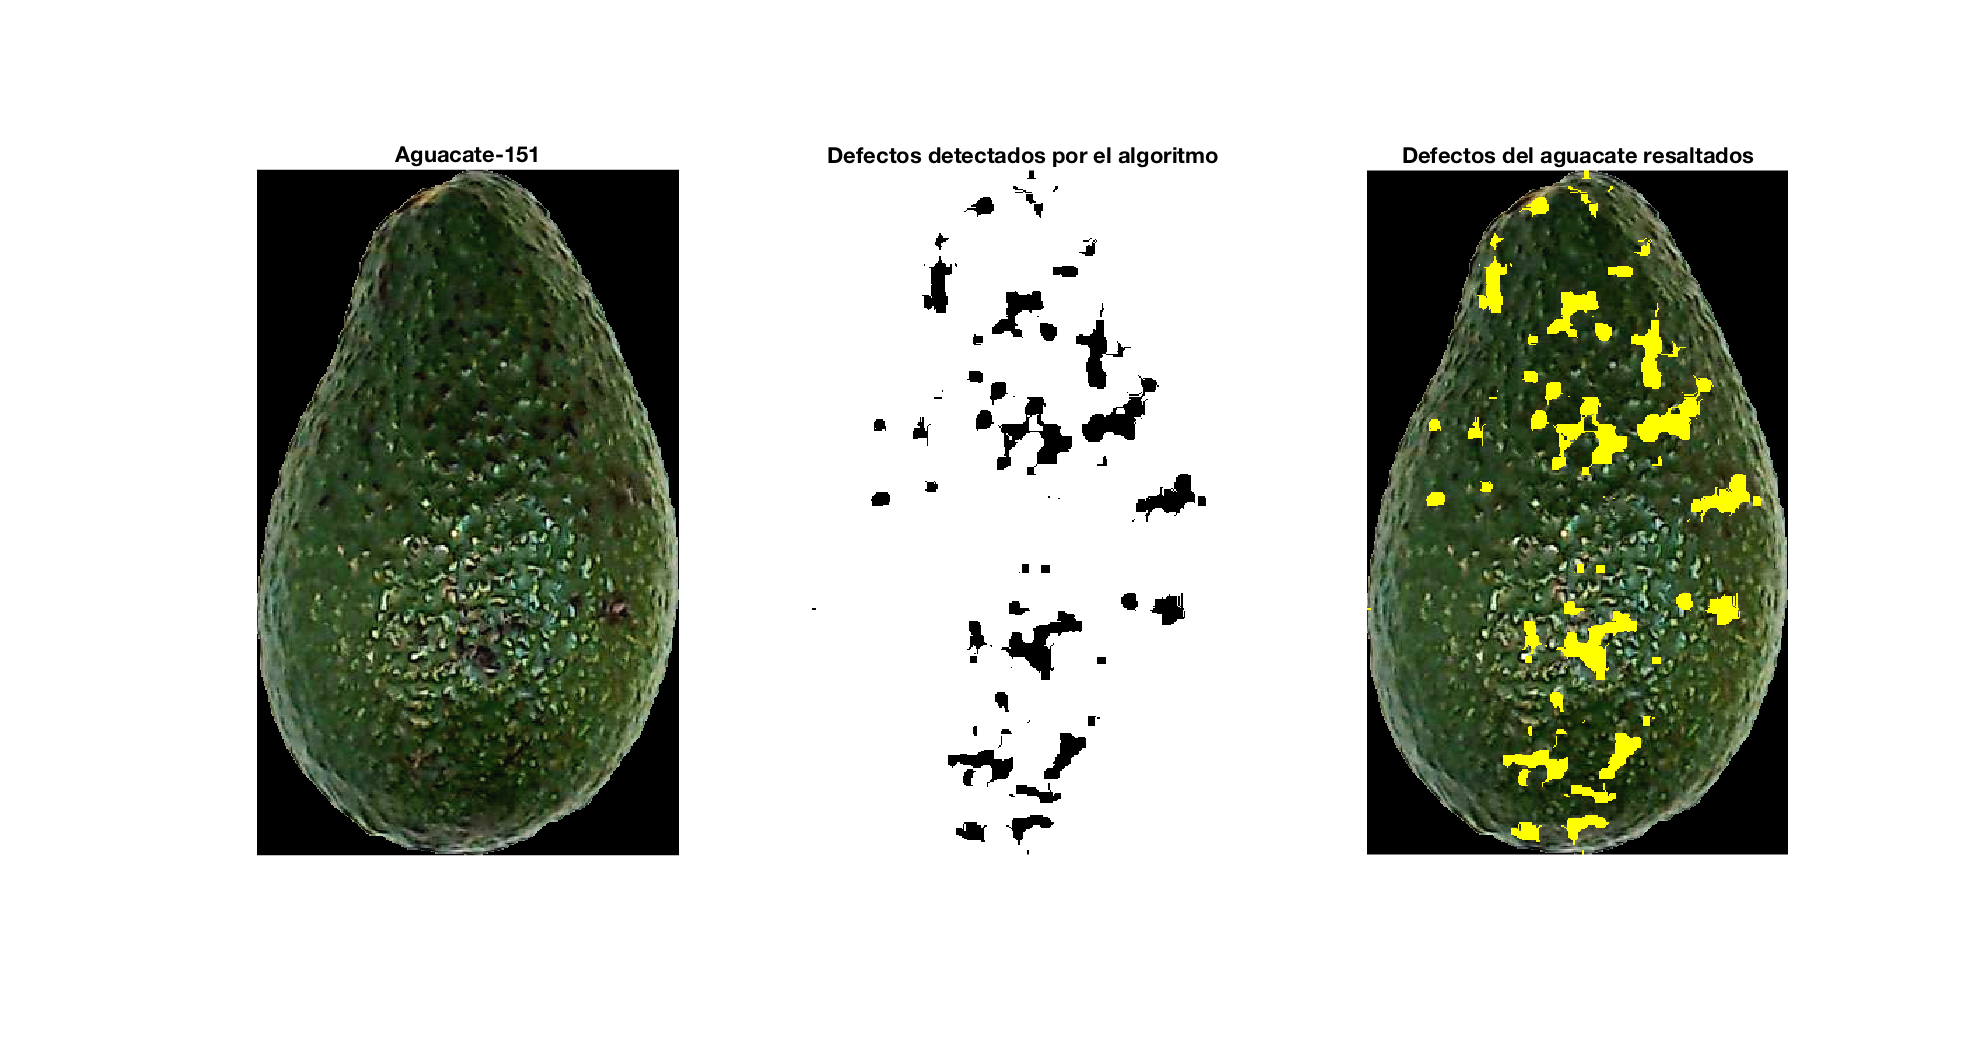 Aguacate-151
Defectos detectados por el algoritmo
Defectos del aguacate resaltados